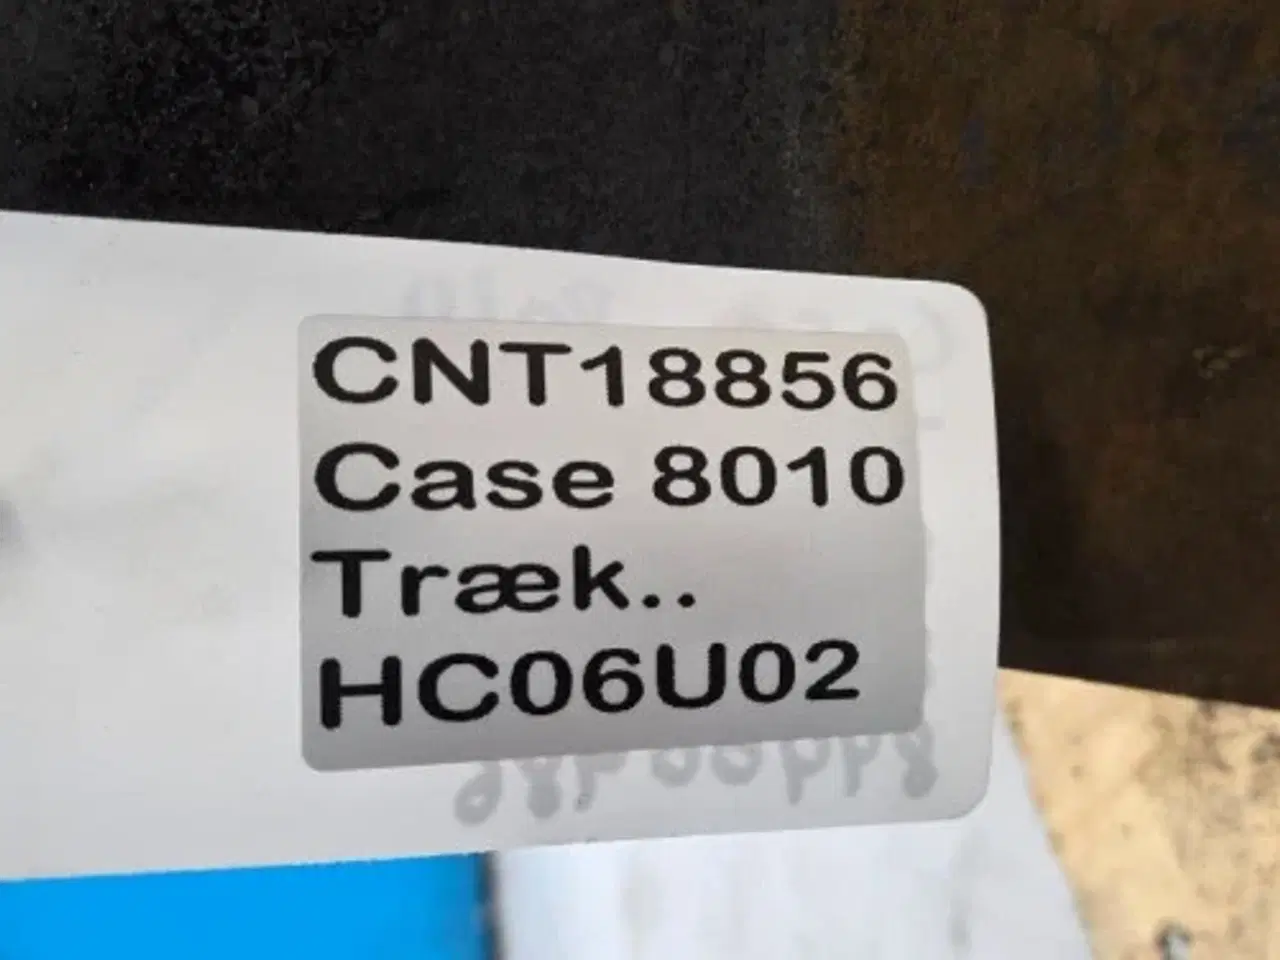 CNT18856
Case 8010
Træk..
HC06U02